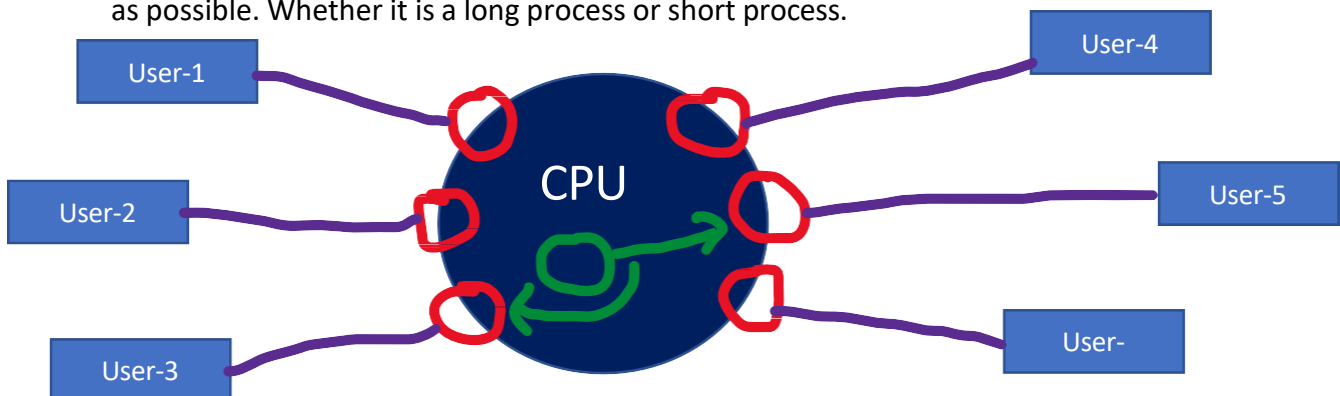 as possible. Whether it is a long process or short process.
User-4
User-1
CPU
User-5
User-2
User-
User-3